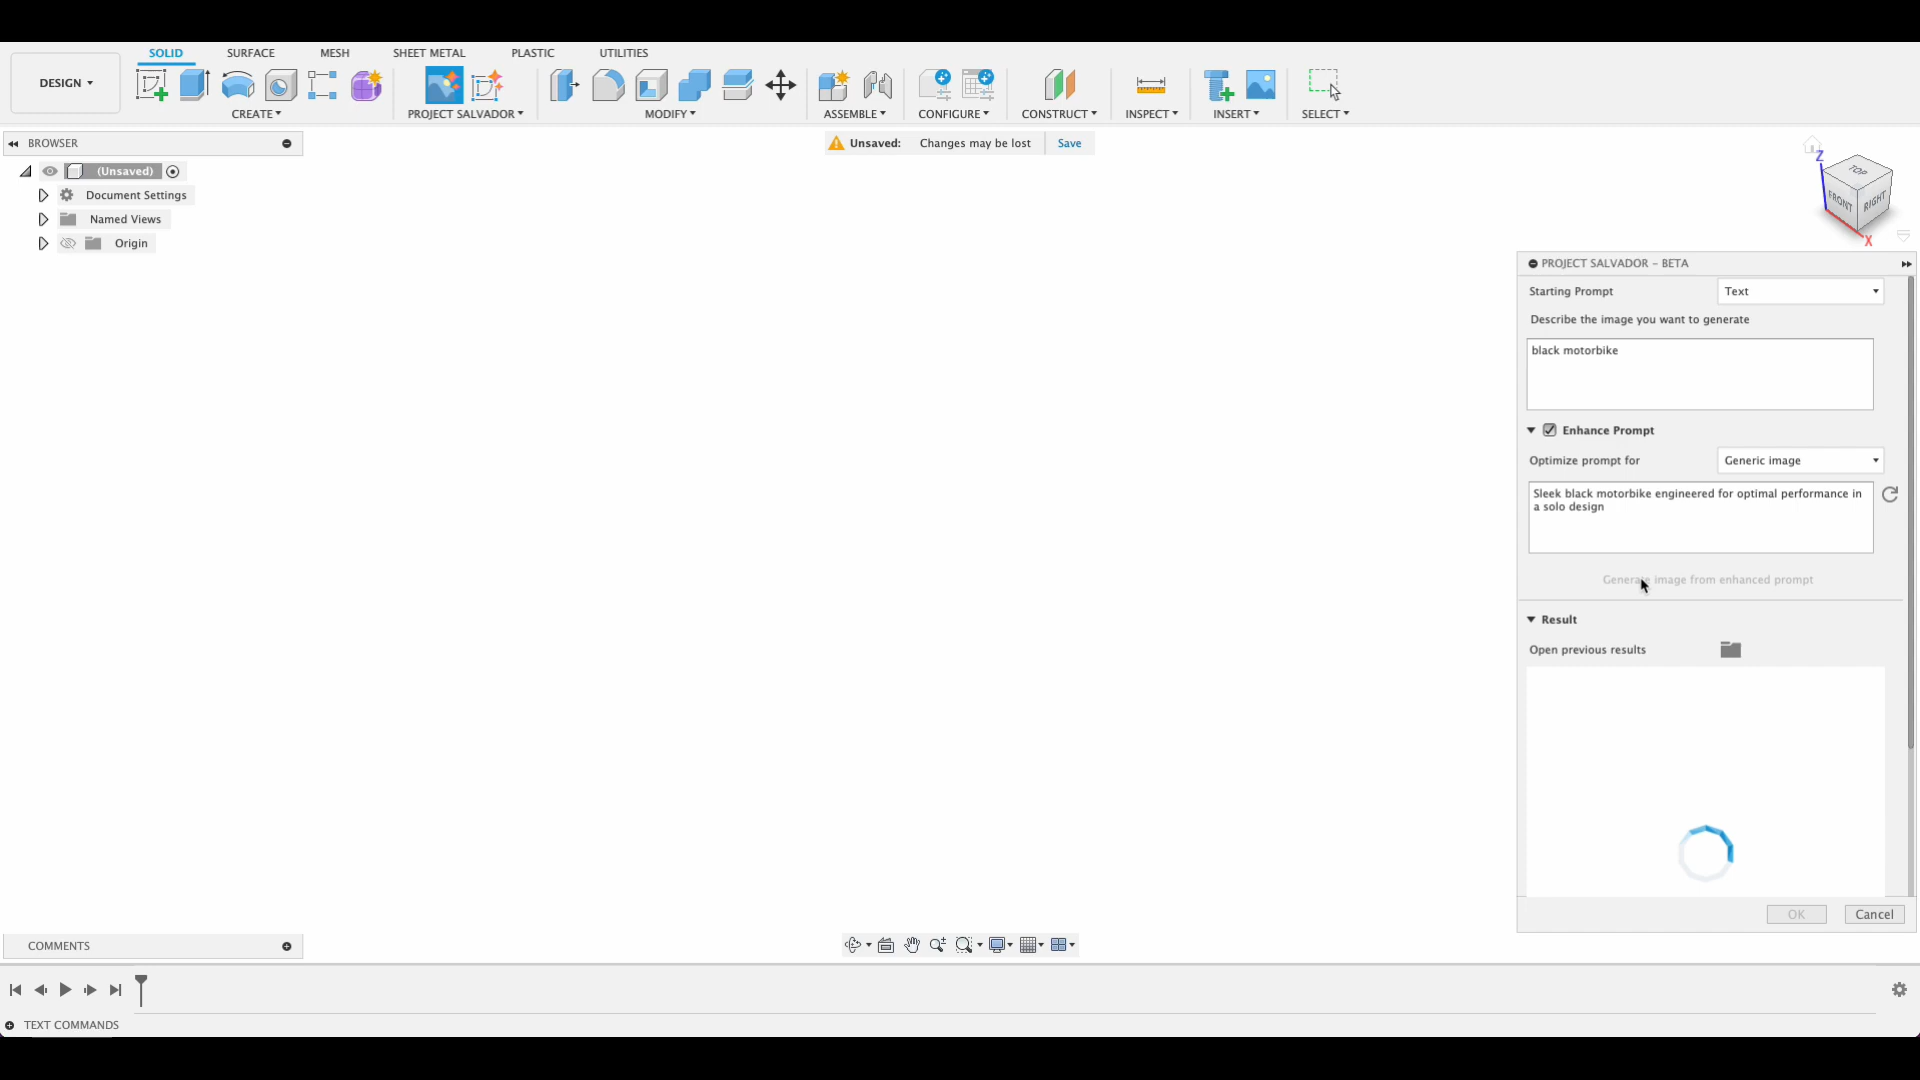 SOLID
SURFACE
MESH
SHEET METAL
PLASTIC
UTILITIES
DESIGN
CREATE
PROJECT SALVADOR
MODIFY
ASSEMBLE
CONFIGURE
CONSTRUCT
INSPECT
INSERT
SELECT
BROWSER
Unsaved: Changes may be lost Save
(Unsaved)
Document Settings
Named Views
Origin
Z
TOP
FRONT
RIGHT
X
PROJECT SALVADOR - BETA
Starting Prompt Text
Describe the image you want to generate
black motorbike
Enhance Prompt
Optimize prompt for Generic image
Sleek black motorbike engineered for optimal performance in
a solo design
Generate image from enhanced prompt
Result
Open previous results
OK Cancel
COMMENTS
TEXT COMMANDS